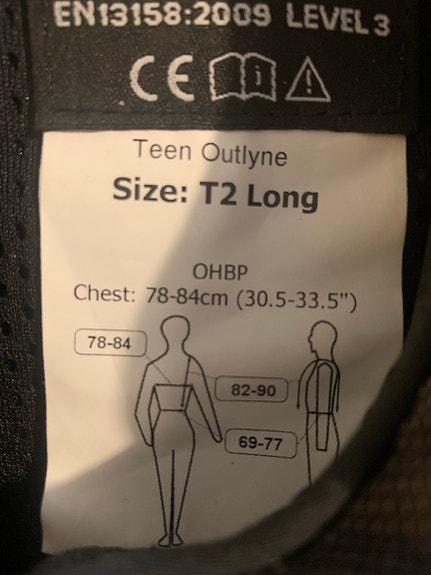 EN13158:2009 LEVEL 3
CE
Teen Outlyne
Size: T2 Long
OHBP
Chest: 78-84cm (30.5-33.5")
78-84
82-90
69-77